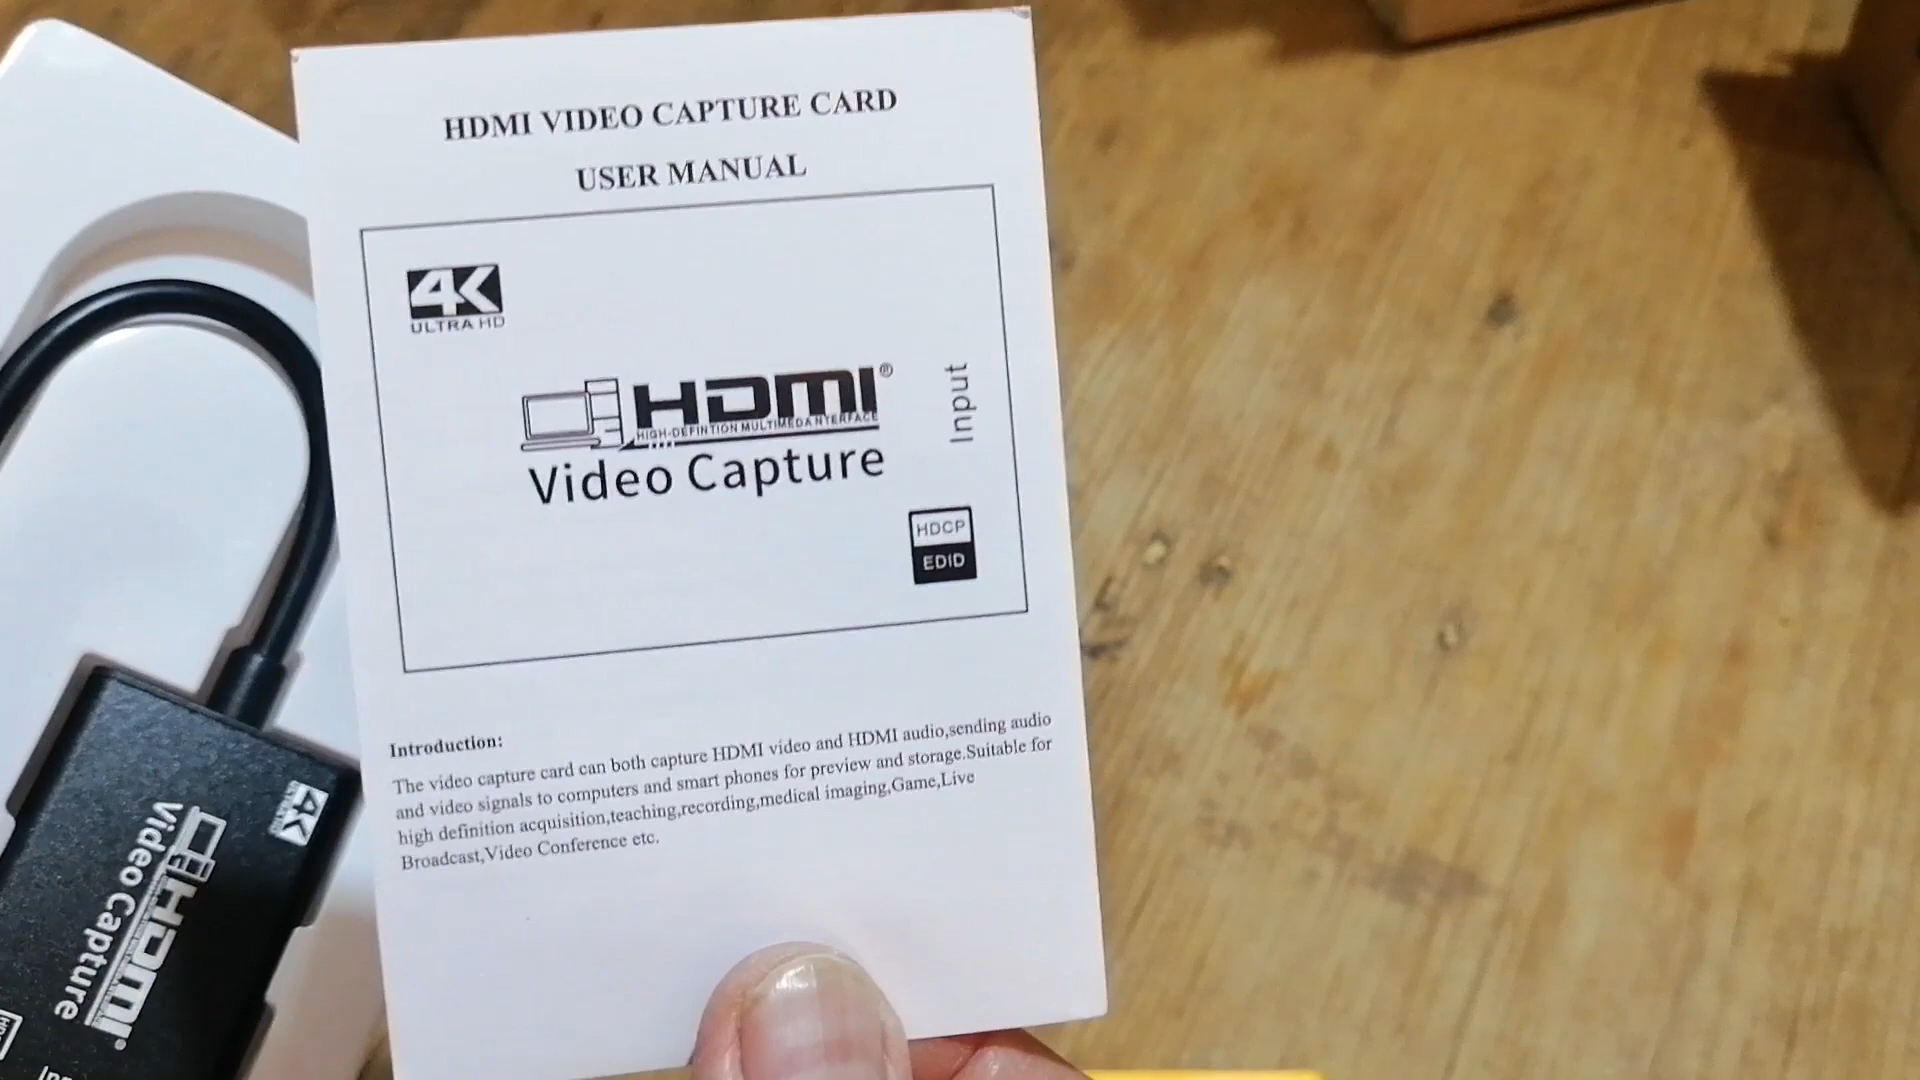 HDMI VIDEO CAPTURE CARD
USER MANUAL
4K
ULTRA HD
HDMI®
HIGH-DEFINTION MULTIMEDA NTERFACE
Video Capture
Input
HDCP
EDID
Introduction:
The video capture card can both capture HDMI video and HDMI audio,sending audio
and video signals to computers and smart phones for preview and storage.Suitable for
high definition acquisition,teaching,recording,medical imaging,Game,Live
Broadcast,Video Conference etc.
4K
ULTRA HD
HDMI®
Video Capture